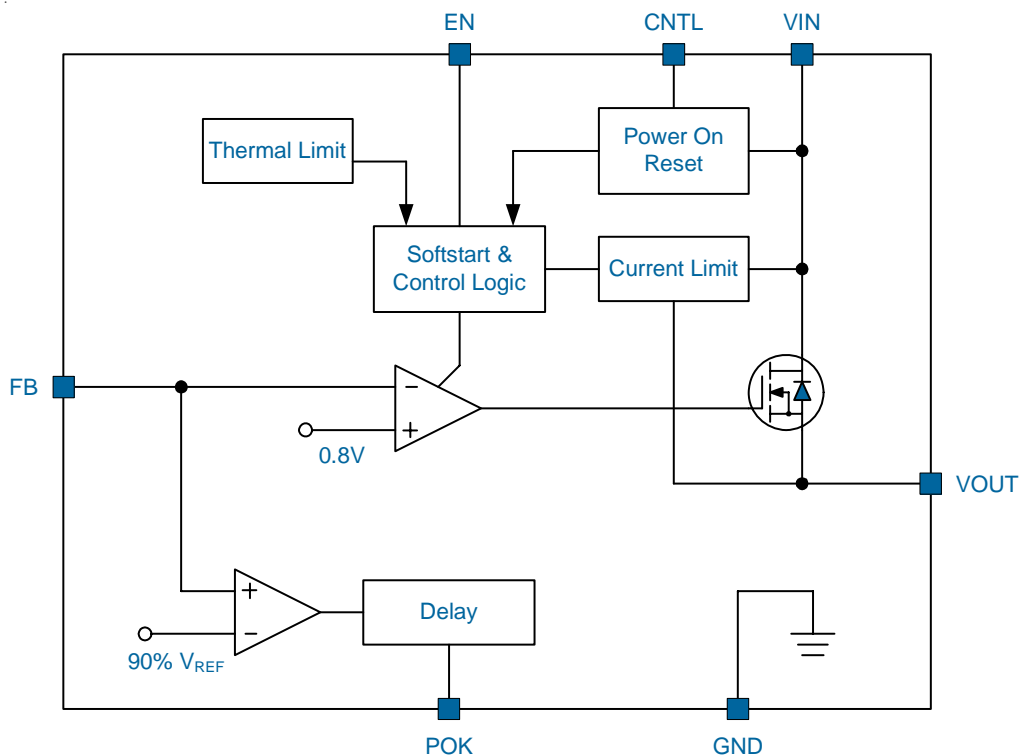 EN
CNTL
VIN
Thermal Limit
Power On
Reset
Softstart &
Control Logic
Current Limit
FB
−
+
0.8V
VOUT
+
−
Delay
90% VREF
POK
GND